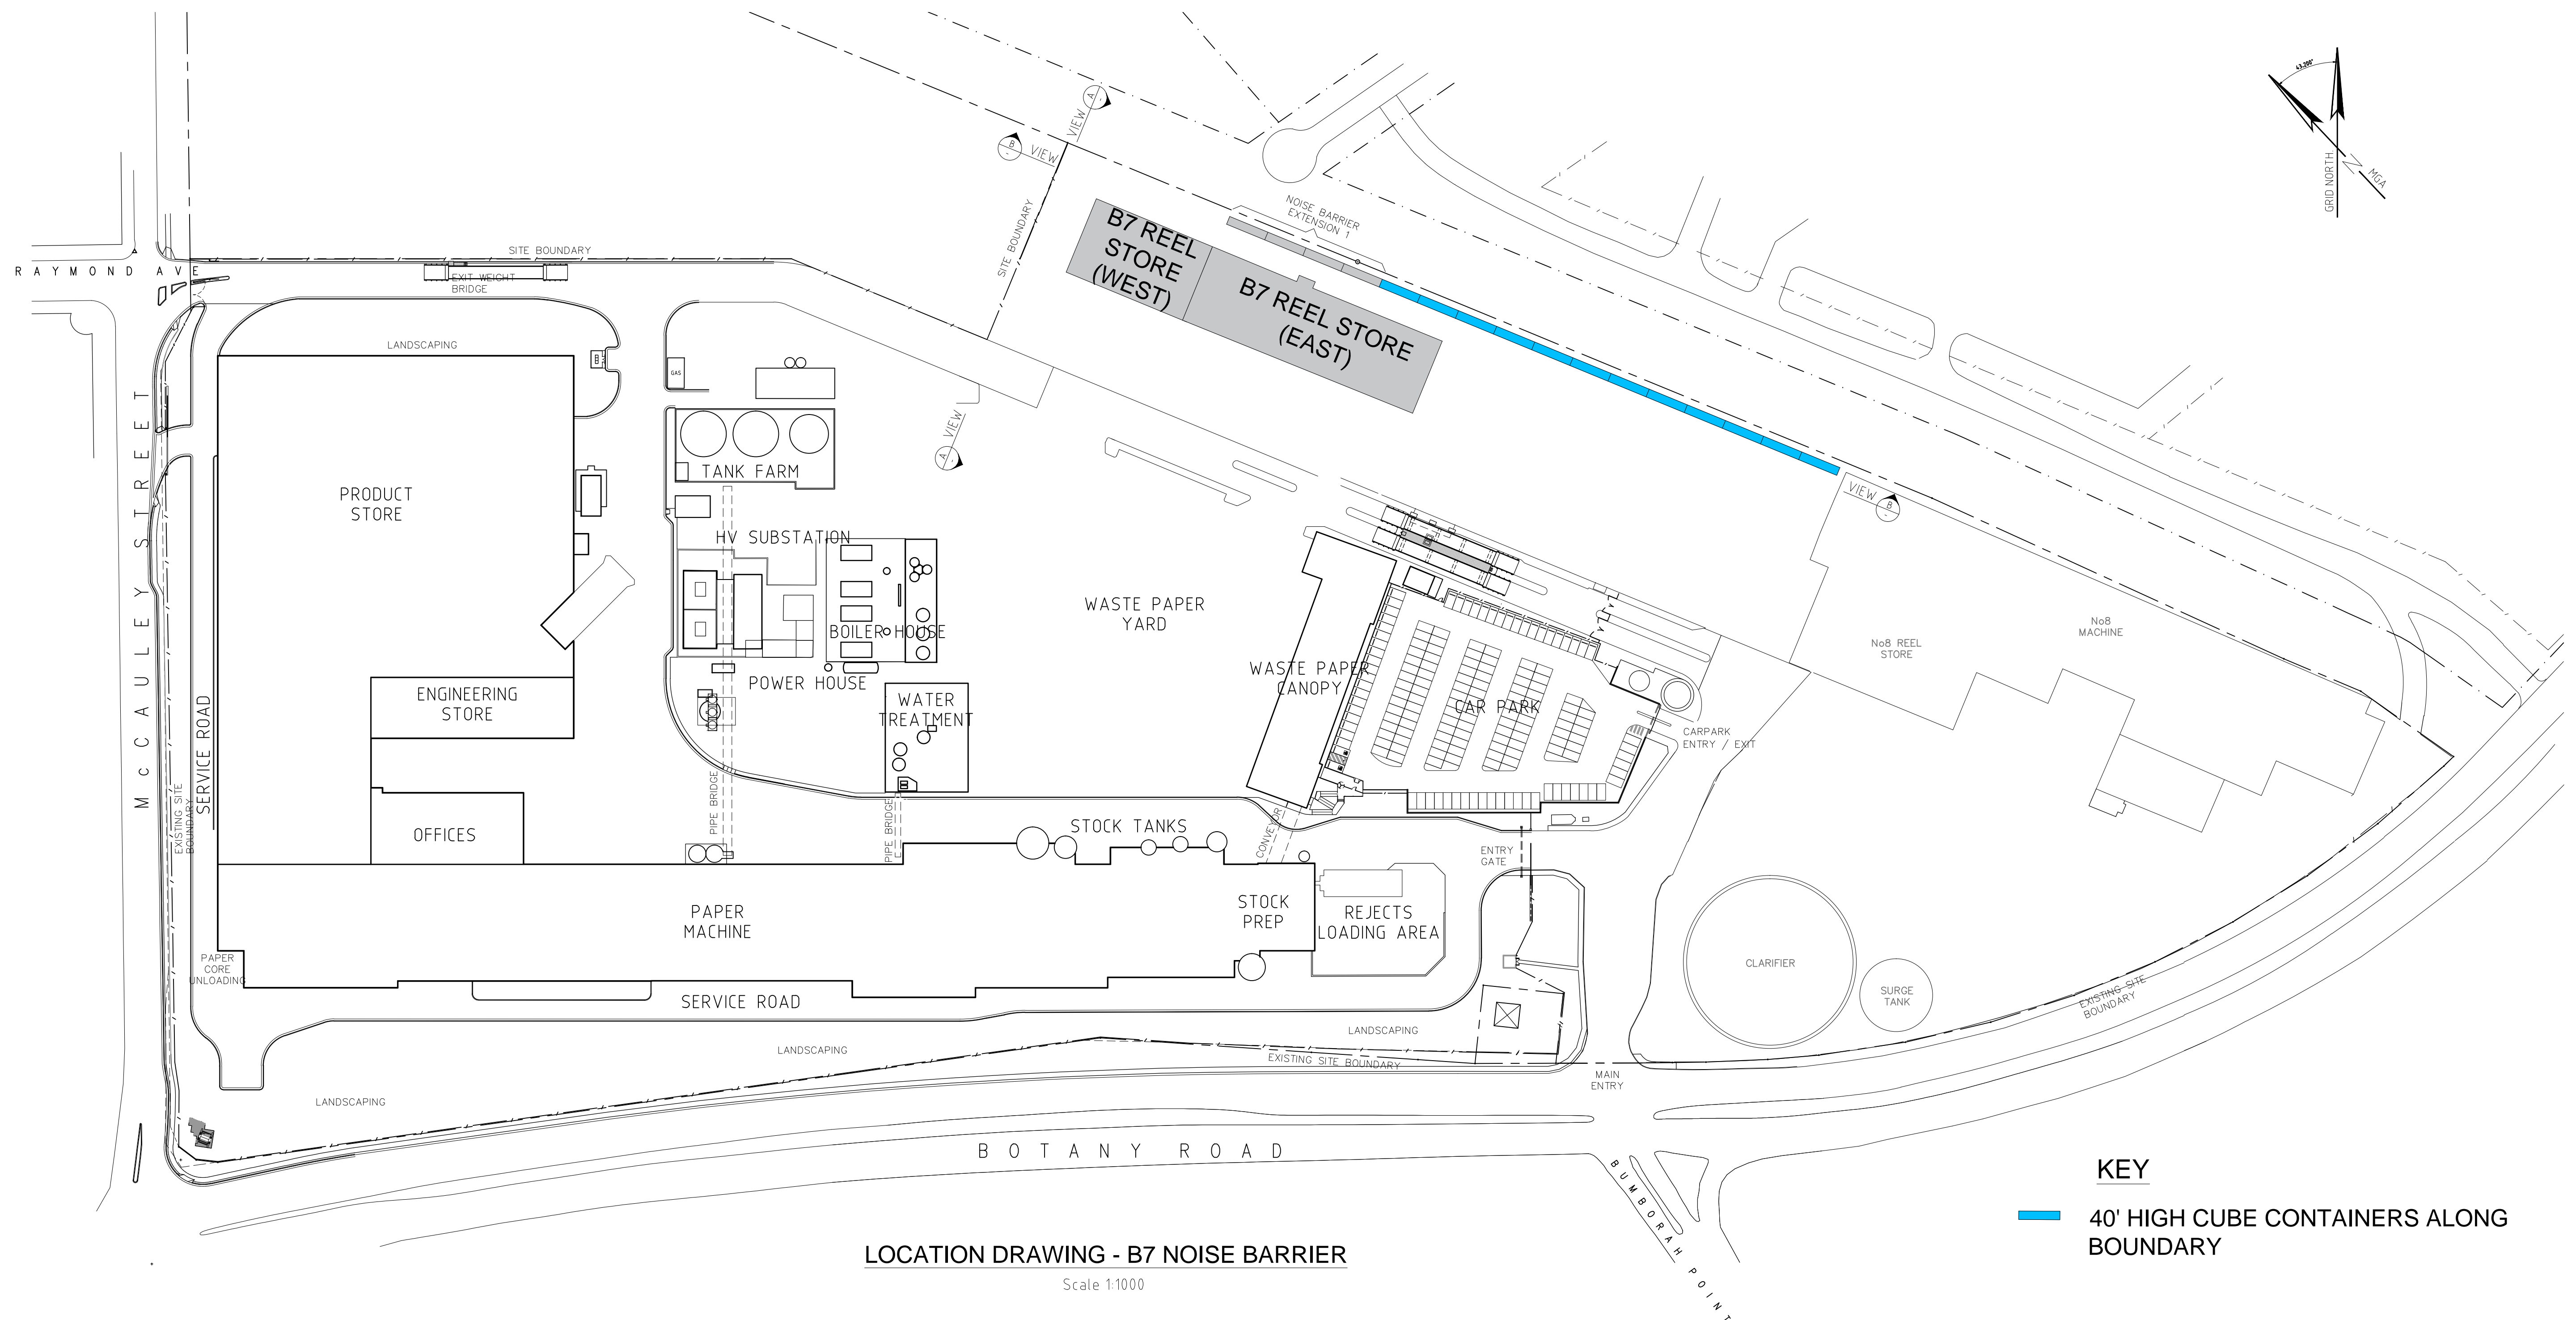 43.200°
GRID NORTH
N
MGA
A
VIEW
B
VIEW
SITE BOUNDARY
NOISE BARRIER
EXTENSION 1
B7 REEL
STORE
(WEST)
B7 REEL STORE
(EAST)
SITE BOUNDARY
RAYMOND AVE
EXIT WEIGHT
BRIDGE
LANDSCAPING
GAS
A
VIEW
VIEW
B
TANK FARM
PRODUCT
STORE
HV SUBSTATION
BOILER HOUSE
WASTE PAPER
YARD
WASTE PAPER
CANOPY
CAR PARK
No8 REEL
STORE
No8
MACHINE
McCAULEY STREET
SERVICE ROAD
EXISTING SITE
BOUNDARY
ENGINEERING
STORE
POWER HOUSE
WATER
TREATMENT
CARPARK
ENTRY / EXIT
OFFICES
PIPE BRIDGE
PIPE BRIDGE
STOCK TANKS
CONVEYOR
ENTRY
GATE
PAPER
MACHINE
STOCK
PREP
REJECTS
LOADING AREA
PAPER
CORE
UNLOADING
CLARIFIER
SURGE
TANK
EXISTING SITE
BOUNDARY
SERVICE ROAD
LANDSCAPING
LANDSCAPING
EXISTING SITE BOUNDARY
MAIN
ENTRY
LANDSCAPING
BOTANY ROAD
BUMBORAH POINT
KEY
40' HIGH CUBE CONTAINERS ALONG
BOUNDARY
LOCATION DRAWING - B7 NOISE BARRIER
Scale 1:1000